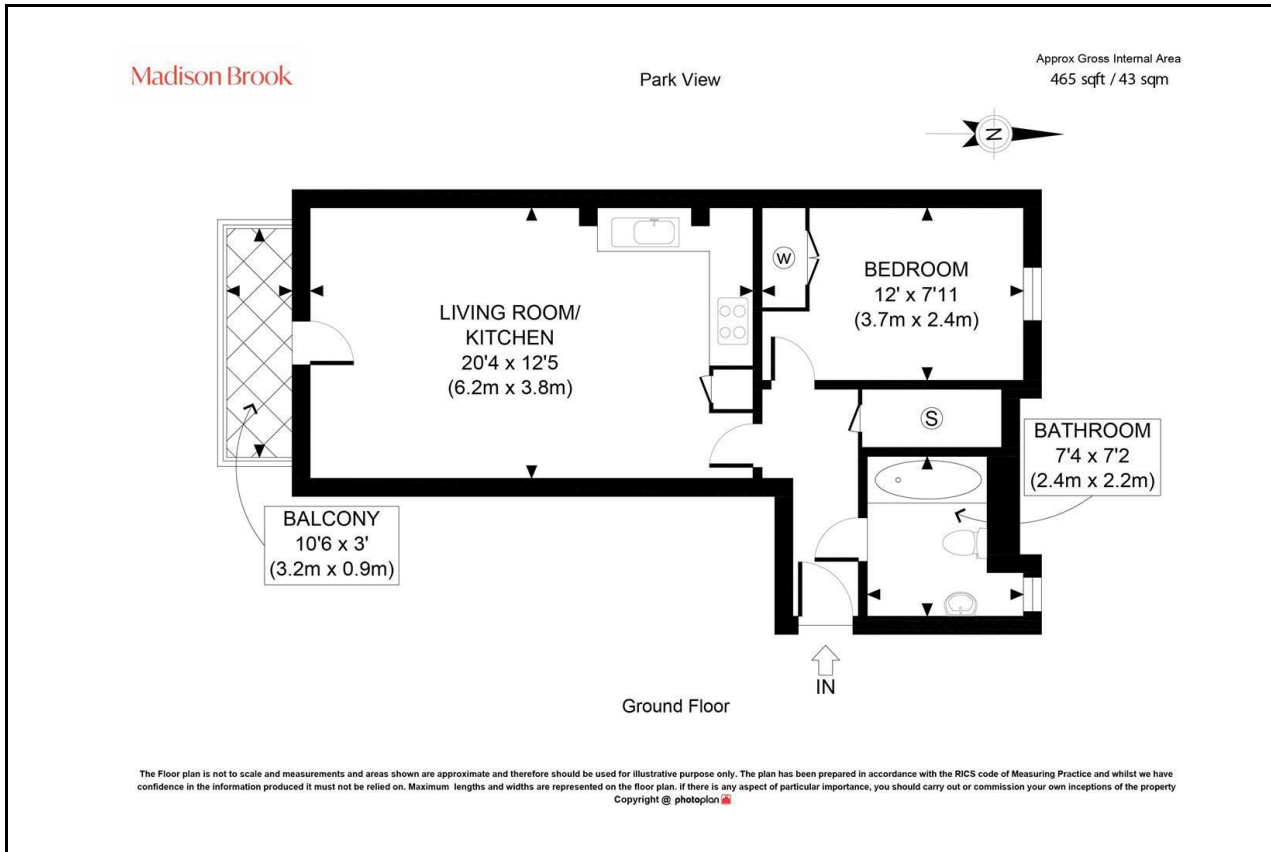 Madison Brook
Park View
Approx Gross Internal Area
465 sqft / 43 sqm
N
LIVING ROOM/
KITCHEN
20'4 x 12'5
(6.2m x 3.8m)
W
BEDROOM
12' x 7'11
(3.7m x 2.4m)
S
BATHROOM
7'4 x 7'2
(2.4m x 2.2m)
BALCONY
10'6 x 3'
(3.2m x 0.9m)
IN
Ground Floor
The Floor plan is not to scale and measurements and areas shown are approximate and therefore should be used for illustrative purpose only. The plan has been prepared in accordance with the RICS code of Measuring Practice and whilst we have
confidence in the information produced it must not be relied on. Maximum lengths and widths are represented on the floor plan. if there is any aspect of particular importance, you should carry out or commission your own inceptions of the property
Copyright @ photoplan